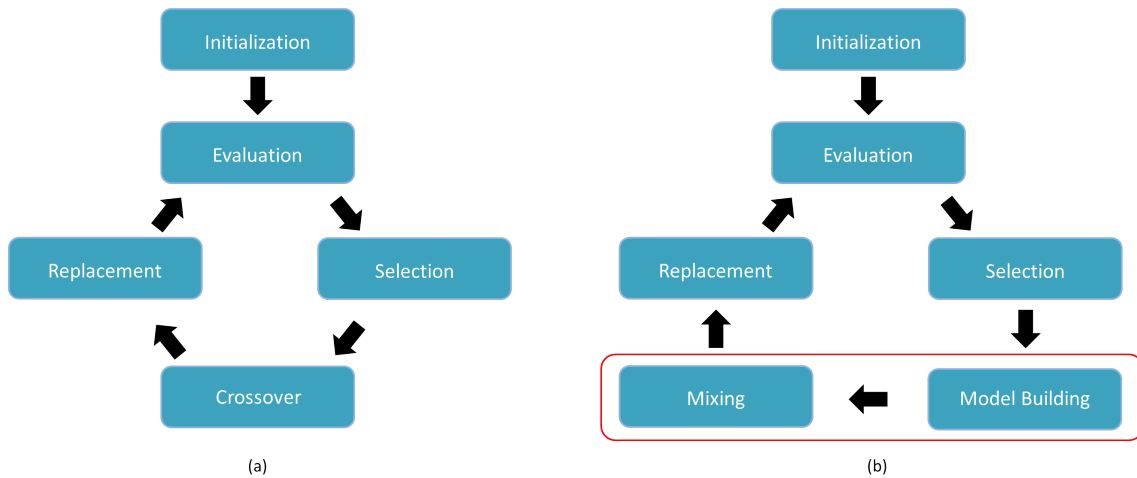 Initialization
Evaluation
Replacement
Selection
Crossover
(a)
Initialization
Evaluation
Replacement
Selection
Mixing
Model Building
(b)